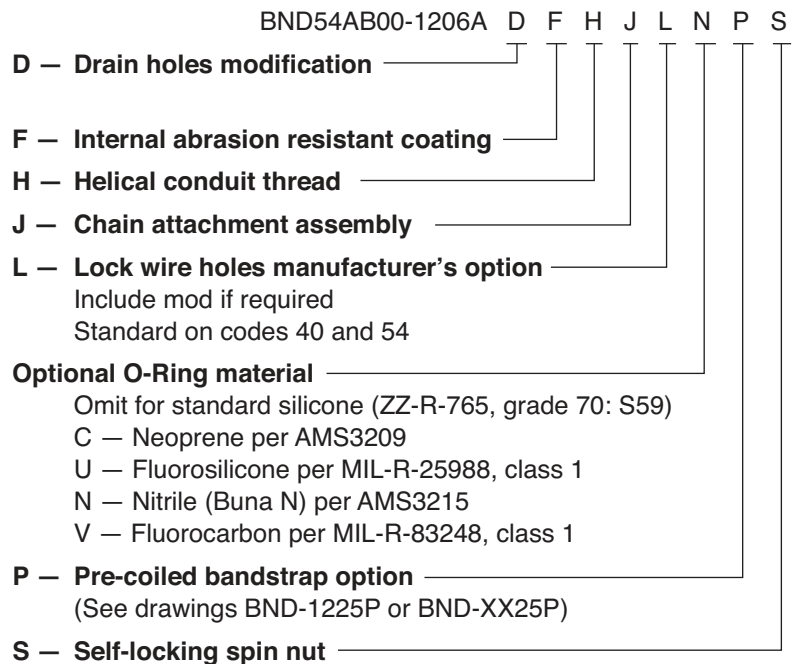 BND54AB00-1206A D F H J L N P S
D — Drain holes modification
F — Internal abrasion resistant coating
H — Helical conduit thread
J — Chain attachment assembly
L — Lock wire holes manufacturer’s option
Include mod if required
Standard on codes 40 and 54
Optional O-Ring material
Omit for standard silicone (ZZ-R-765, grade 70: S59)
C — Neoprene per AMS3209
U — Fluorosilicone per MIL-R-25988, class 1
N — Nitrile (Buna N) per AMS3215
V — Fluorocarbon per MIL-R-83248, class 1
P — Pre-coiled bandstrap option
(See drawings BND-1225P or BND-XX25P)
S — Self-locking spin nut